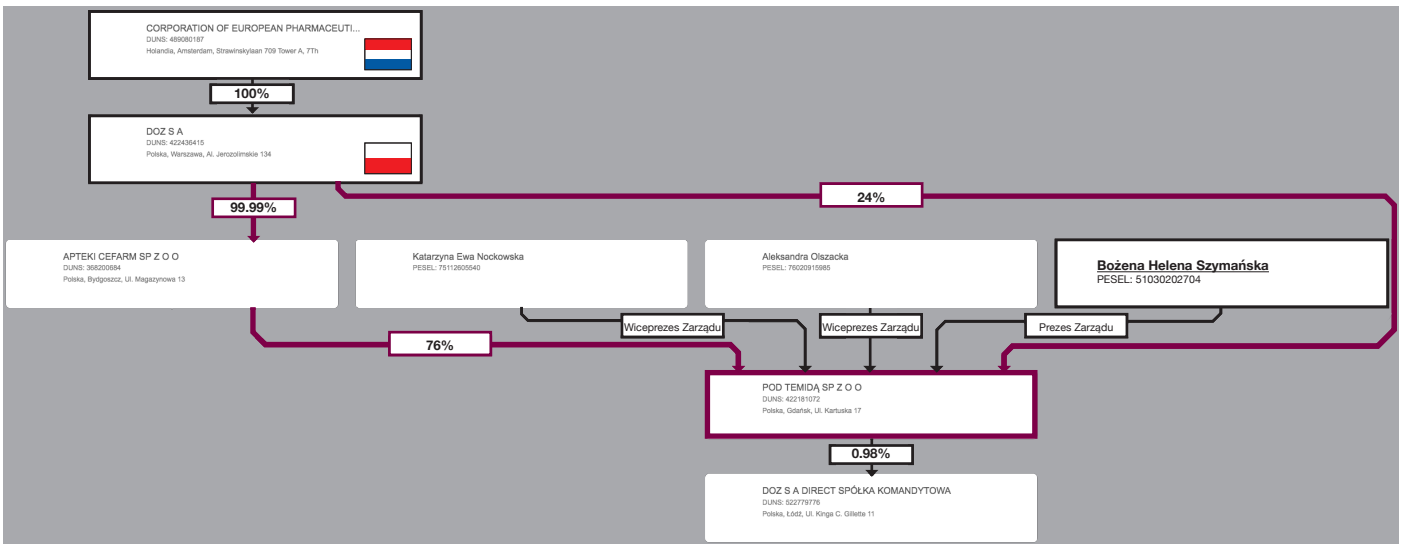 CORPORATION OF EUROPEAN PHARMACEUTI...
DUNS: 489080187
Holandia, Amsterdam, Strawinskylaan 709 Tower A, 7Th
100%
DOZ S A
DUNS: 422436415
Polska, Warszawa, Al. Jerozolimskie 134
99.99%
24%
APTEKI CEFARM SP Z O O
DUNS: 368200684
Polska, Bydgoszcz, Ul. Magazynowa 13
Katarzyna Ewa Nockowska
PESEL: 75112605540
Aleksandra Olszacka
PESEL: 76020915985
Bożena Helena Szymańska
PESEL: 51030202704
Wiceprezes Zarządu
Wiceprezes Zarządu
Prezes Zarządu
76%
POD TEMIDĄ SP Z O O
DUNS: 422181072
Polska, Gdańsk, Ul. Kartuska 17
0.98%
DOZ S A DIRECT SPÓŁKA KOMANDYTOWA
DUNS: 522779776
Polska, Łódź, Ul. Kinga C. Gillette 11